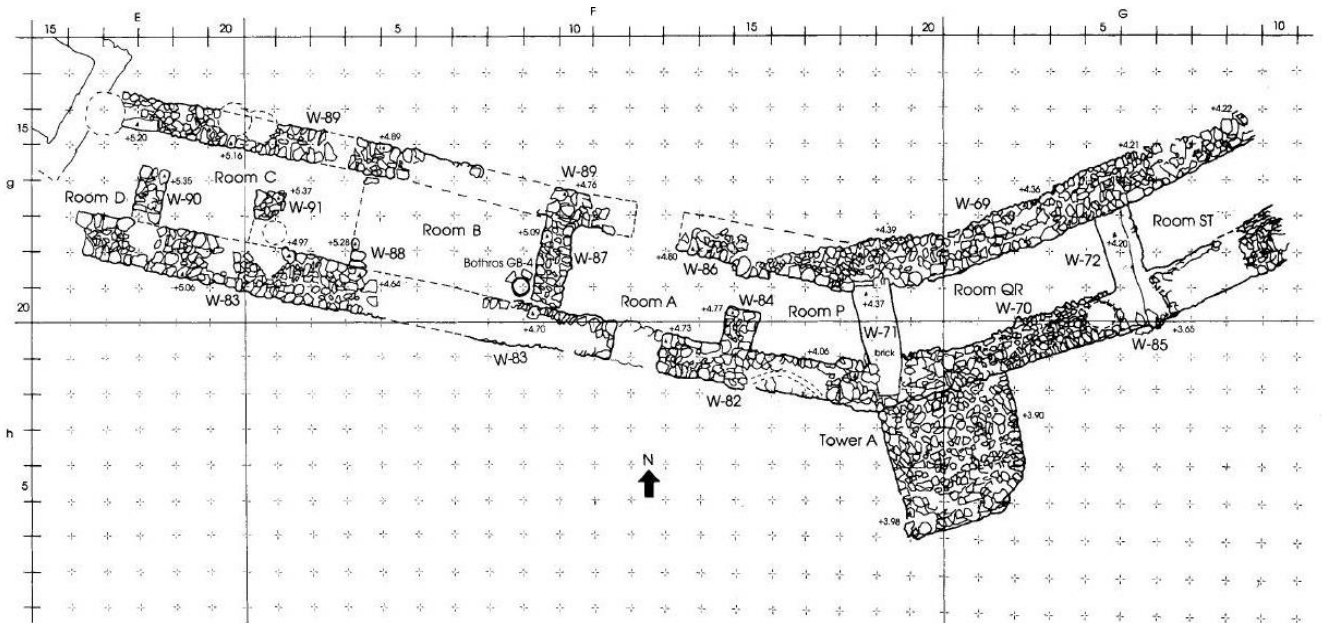 E F G
15 20 5 10 15 20 5 10
15
g
20
h
5
W-89
+5.20
+5.16
+4.89
Room C
+5.35
W-90
Room D
+5.37
W-91
W-89
+4.76
+4.97
+5.28
W-88
Room B
+5.09
W-87
Bothros GB-4
+5.06
W-83
+4.64
+4.70
W-83
Room A
+4.80
W-86
+4.77
W-84
+4.73
W-82
Room P
+4.06
+4.39
+4.37
W-71
brick
W-69
+4.36
+4.21
+4.22
Room ST
+4.20
W-72
Room QR
W-70
W-85
+3.65
Tower A
+3.90
+3.98
N